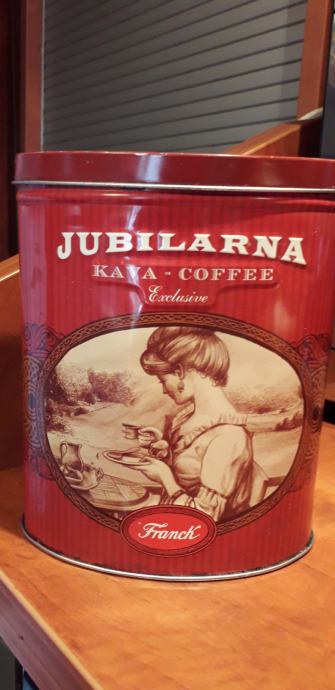 JUBILARNA
KAVA - COFFEE
Exclusive
Franck